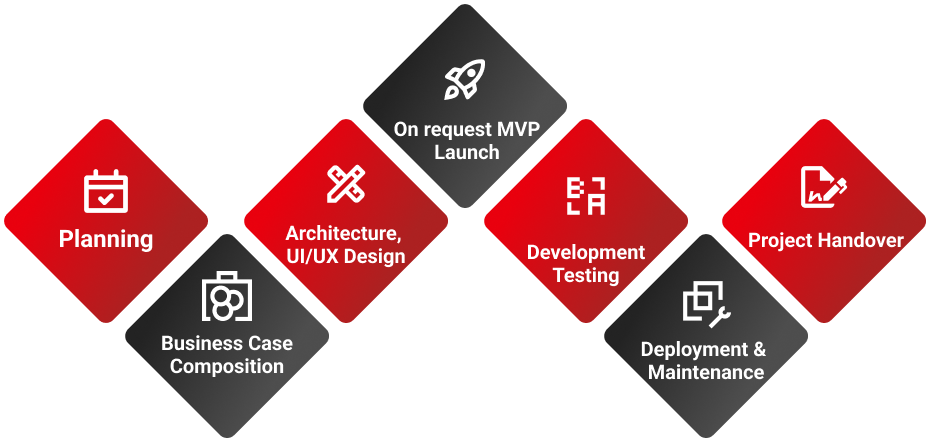 Planning
Business Case
Composition
Architecture,
UI/UX Design
On request MVP
Launch
Development
Testing
Deployment &
Maintenance
Project Handover